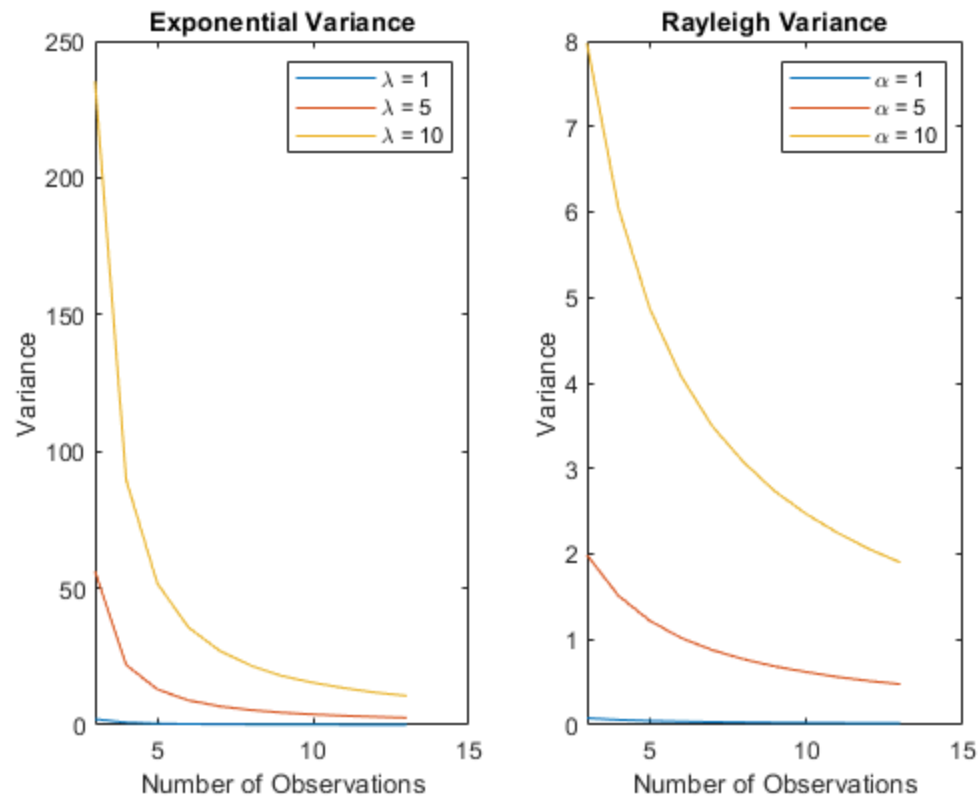 Exponential Variance
250
200
150
100
50
0
5
10
15
Variance
Number of Observations
λ = 1
λ = 5
λ = 10
Rayleigh Variance
8
7
6
5
4
3
2
1
0
5
10
15
Variance
Number of Observations
α = 1
α = 5
α = 10